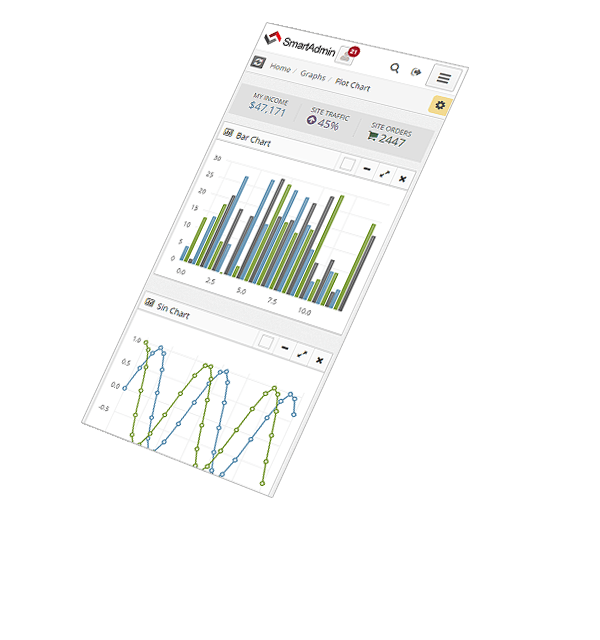 SmartAdmin 21
Home / Graphs / Flot Chart
MY INCOME
$47,171
SITE TRAFFIC
45%
SITE ORDERS
2447
Bar Chart
30
25
20
15
10
5
0
0.0 2.5 5.0 7.5 10.0
Sin Chart
1.0
0.5
0.0
-0.5